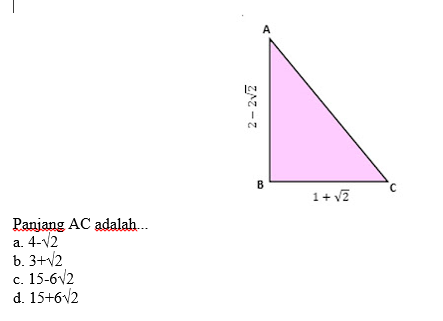 A
2 − 2√2
B
C
1 + √2
Panjang AC adalah...
a. 4-√2
b. 3+√2
c. 15-6√2
d. 15+6√2